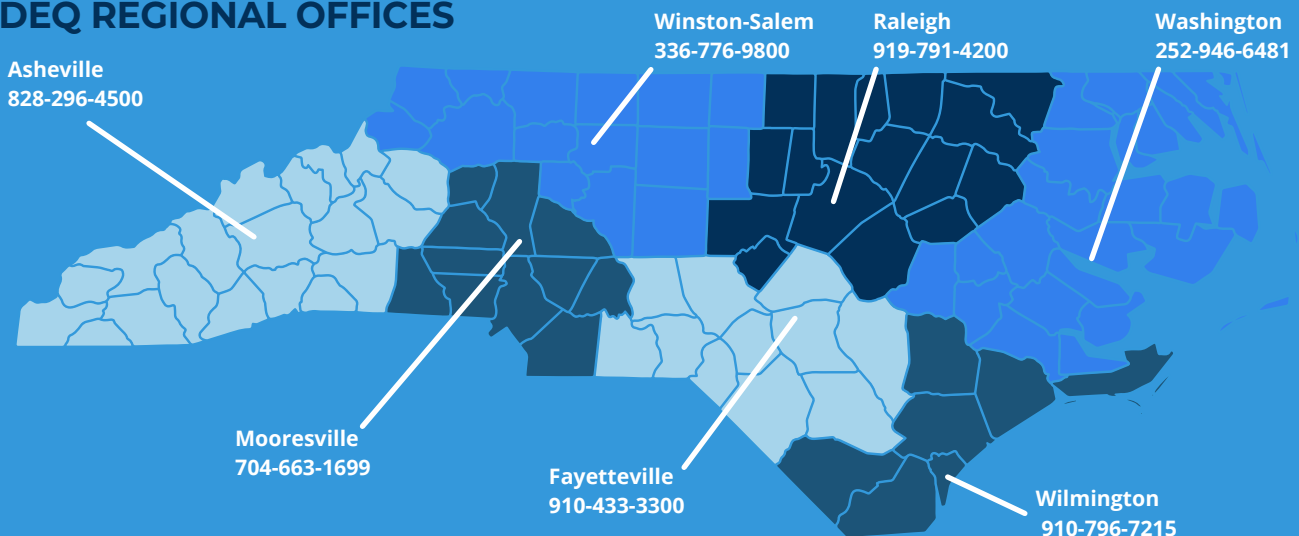 DEQ REGIONAL OFFICES
Asheville
828-296-4500
Winston-Salem
336-776-9800
Raleigh
919-791-4200
Washington
252-946-6481
Mooresville
704-663-1699
Fayetteville
910-433-3300
Wilmington
910-796-7215